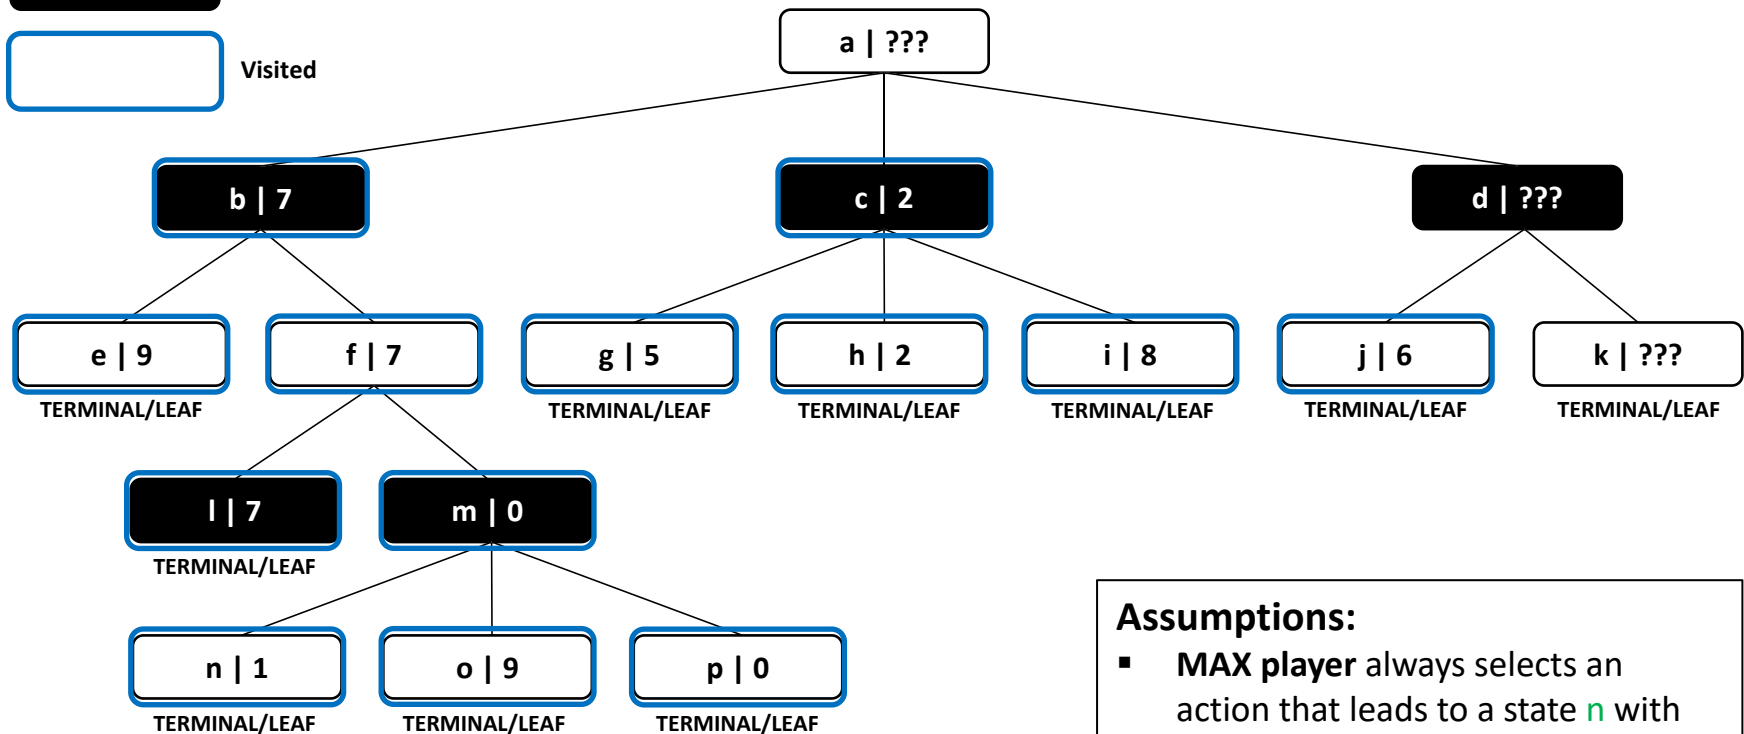 a | ???
Visited
b | 7
c | 2
d | ???
e | 9
f | 7
g | 5
h | 2
i | 8
j | 6
k | ???
TERMINAL/LEAF
TERMINAL/LEAF
TERMINAL/LEAF
TERMINAL/LEAF
TERMINAL/LEAF
TERMINAL/LEAF
l | 7
m | 0
TERMINAL/LEAF
Assumptions:
▪ MAX player always selects an
action that leads to a state n with
n | 1
o | 9
p | 0
TERMINAL/LEAF
TERMINAL/LEAF
TERMINAL/LEAF